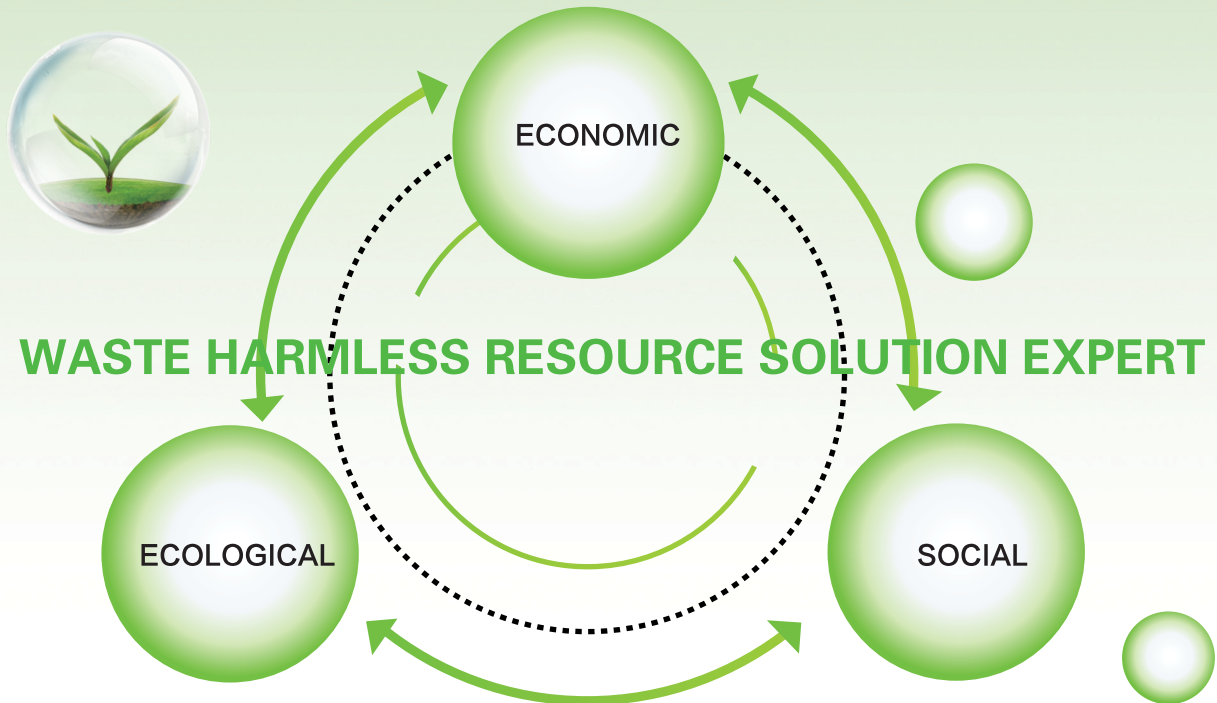 ECONOMIC
WASTE HARMLESS RESOURCE SOLUTION EXPERT
ECOLOGICAL
SOCIAL